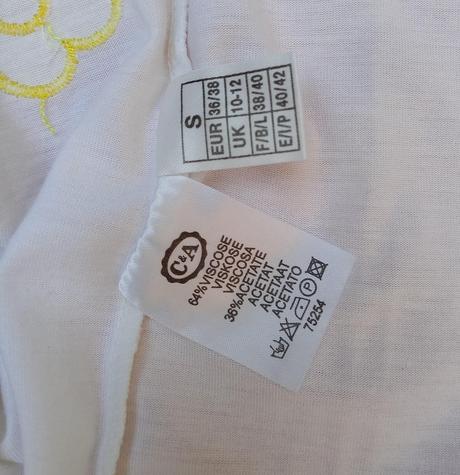 S
EUR 36/38
UK 10-12
F/B/L 38/40
E/I/P 40/42
C&A
64%VISCOSE
VISKOSE
VISCOSA
36%ACETATE
ACETAT
ACETAAT
ACETATO
P
75254